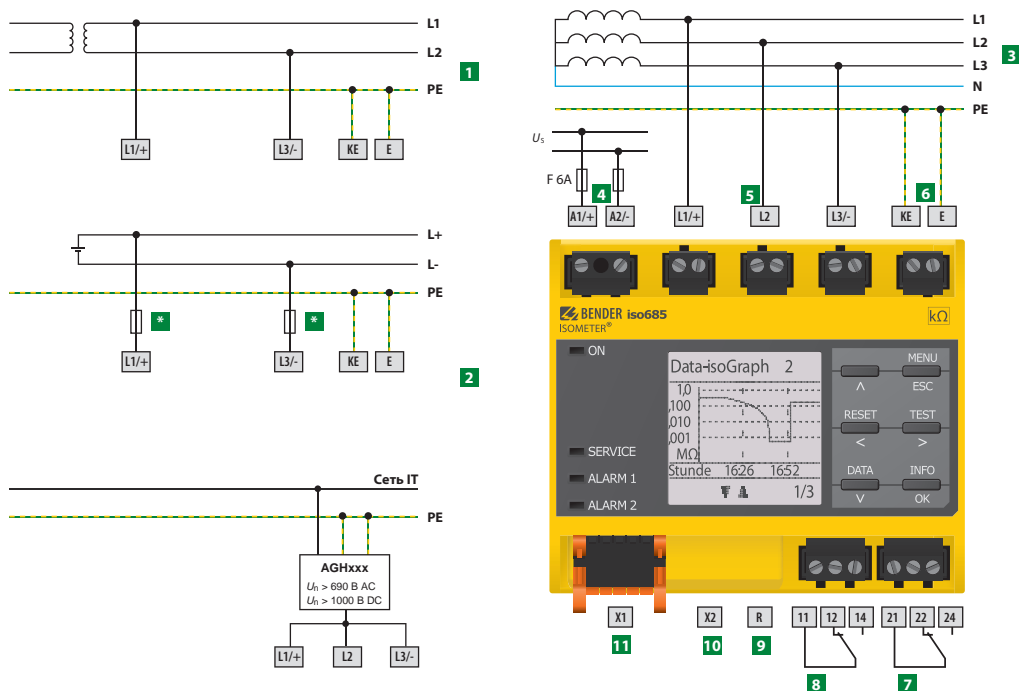 L1
L2
1
PE
L1/+
L3/-
KE
E
L+
L-
PE
*
*
L1/+
L3/-
KE
E
2
Сеть IT
PE
AGHxxx
Un > 690 В AC
Un > 1000 В DC
L1/+
L2
L3/-
L1
L2
3
L3
N
PE
Us
F 6A
4
5
6
A1/+
A2/-
L1/+
L2
L3/-
KE
E
BENDER iso685
ISOMETER®
kΩ
ON
SERVICE
ALARM 1
ALARM 2
Data-isoGraph 2
1,0
,100
,010
,001
MΩ
Stunde 16:26 16:52
1/3
MENU
Λ
ESC
RESET
TEST
<
>
DATA
INFO
V
OK
X1
X2
R
11
12
14
21
22
24
11
10
9
8
7